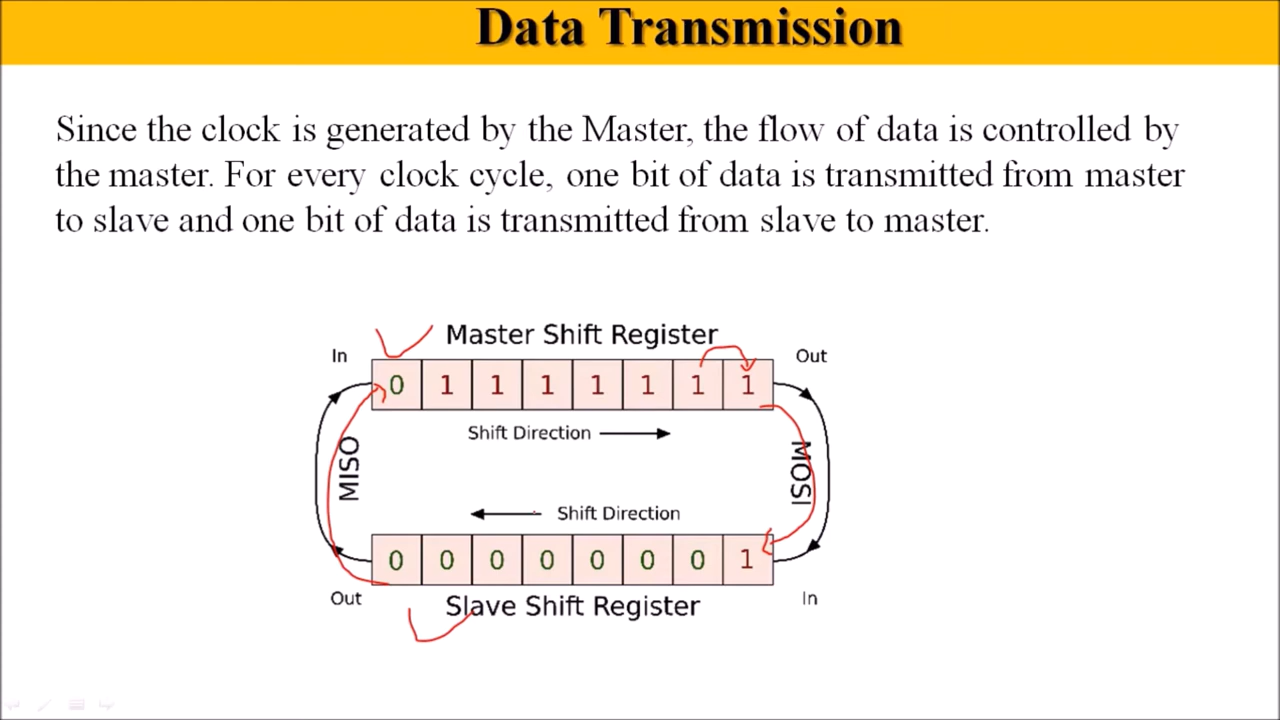 Data Transmission
Since the clock is generated by the Master, the flow of data is controlled by
the master. For every clock cycle, one bit of data is transmitted from master
to slave and one bit of data is transmitted from slave to master.
Master Shift Register
In
Out
0 1 1 1 1 1 1 1
Shift Direction
MISO
MOSI
Shift Direction
0 0 0 0 0 0 0 1
Out
In
Slave Shift Register